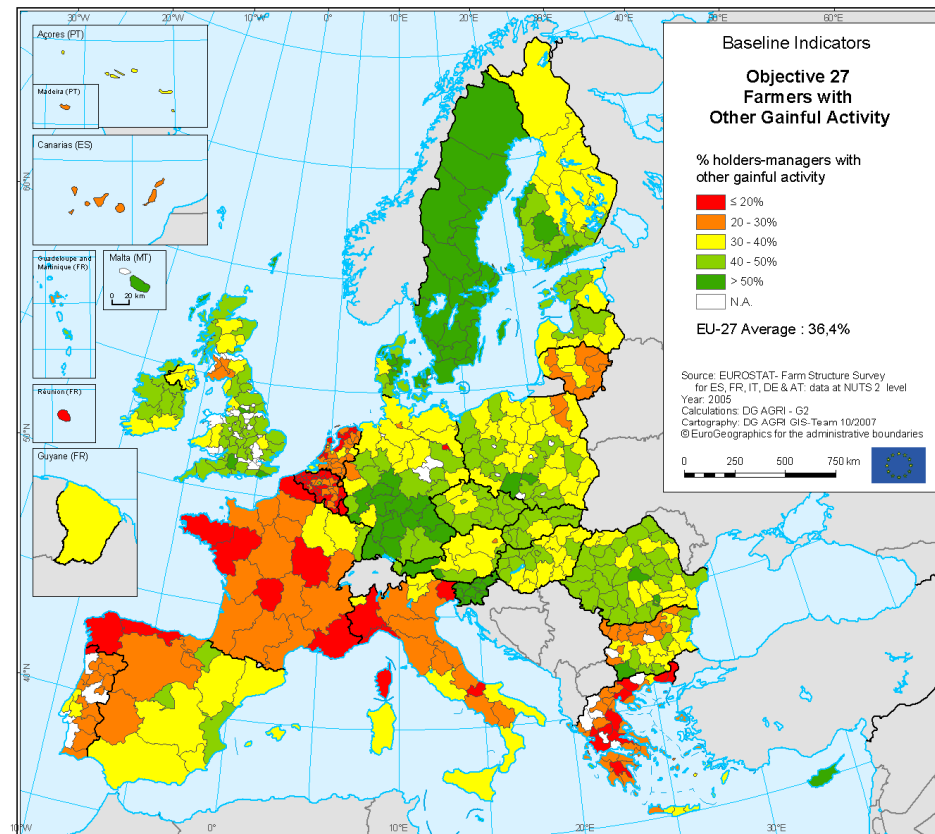 10°W
0°
10°E
20°E
30°E
40°E
60°E
Açores (PT)
Madeira (PT)
Canarias (ES)
Guadeloupe and
Martinique (FR)
Malta (MT)
0 20 km
Réunion (FR)
Guyane (FR)
60°N
50°N
40°N
Baseline Indicators
Objective 27
Farmers with
Other Gainful Activity
% holders-managers with
other gainful activity
≤ 20%
20 - 30%
30 - 40%
40 - 50%
> 50%
N.A.
EU-27 Average : 36,4%
Source: EUROSTAT- Farm Structure Survey
for ES, FR, IT, DE & AT: data at NUTS 2 level
Year: 2005
Calculations: DG AGRI - G2
Cartography: DG AGRI GIS-Team 10/2007
© EuroGeographics for the administrative boundaries
0 250 500 750 km
10°W
0°
10°E
20°E
30°E